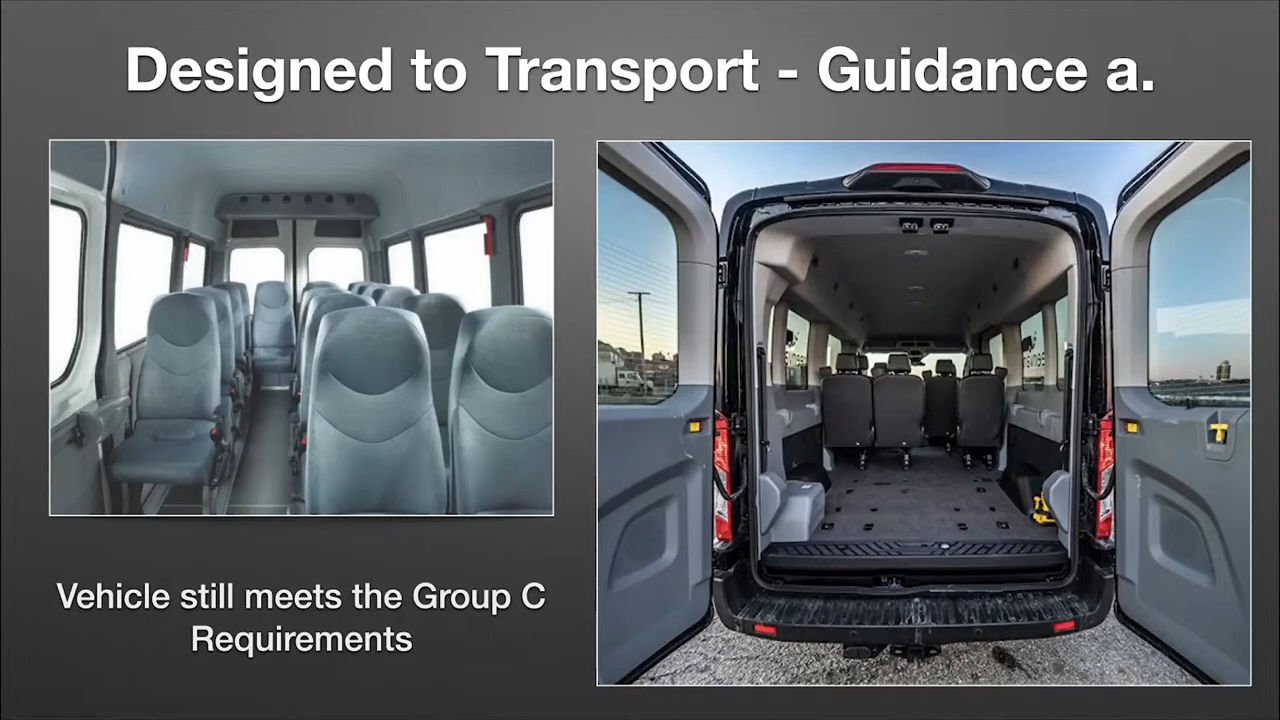 Designed to Transport - Guidance a.
Vehicle still meets the Group C
Requirements